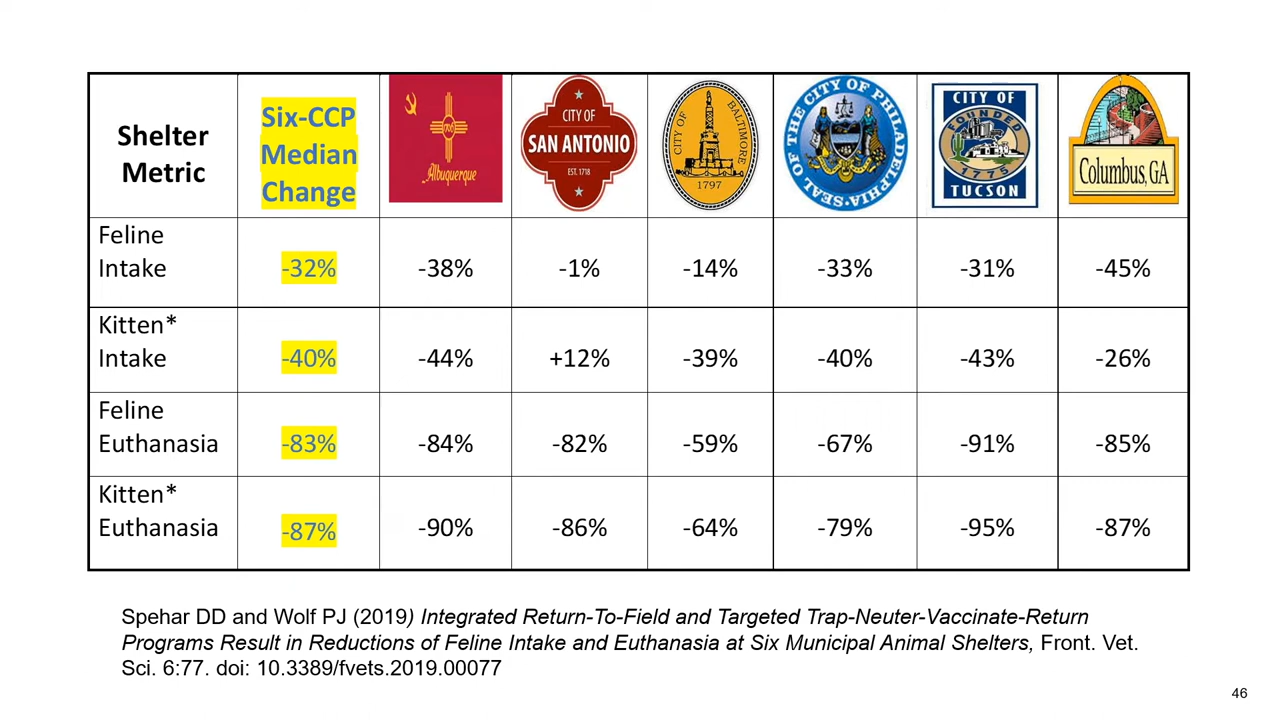 Shelter
Metric
Six-CCP
Median
Change
Albuquerque
CITY OF
SAN ANTONIO
EST. 1718
CITY OF BALTIMORE
1797
SEAL OF THE CITY OF PHILADELPHIA
CITY OF
FOUNDED
1775
TUCSON
Columbus, GA
Feline
Intake
-32%
-38%
-1%
-14%
-33%
-31%
-45%
Kitten*
Intake
-40%
-44%
+12%
-39%
-40%
-43%
-26%
Feline
Euthanasia
-83%
-84%
-82%
-59%
-67%
-91%
-85%
Kitten*
Euthanasia
-87%
-90%
-86%
-64%
-79%
-95%
-87%
Spehar DD and Wolf PJ (2019) Integrated Return-To-Field and Targeted Trap-Neuter-Vaccinate-Return
Programs Result in Reductions of Feline Intake and Euthanasia at Six Municipal Animal Shelters, Front. Vet.
Sci. 6:77. doi: 10.3389/fvets.2019.00077
46